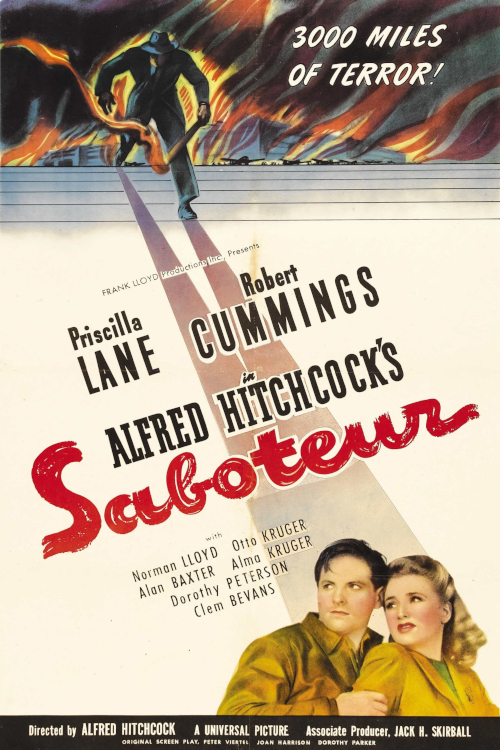 3000 MILES
OF TERROR!
FRANK LLOYD Productions Inc., Presents
Priscilla
LANE
Robert
CUMMINGS
in
ALFRED HITCHCOCK'S
Saboteur
with
Norman LLOYD Otto KRUGER
Alan BAXTER Alma KRUGER
Dorothy PETERSON
Clem BEVANS
Directed by ALFRED HITCHCOCK A UNIVERSAL PICTURE Associate Producer, JACK H. SKIRBALL
ORIGINAL SCREEN PLAY, PETER VIERTEL JOAN HARRISON DOROTHY PARKER